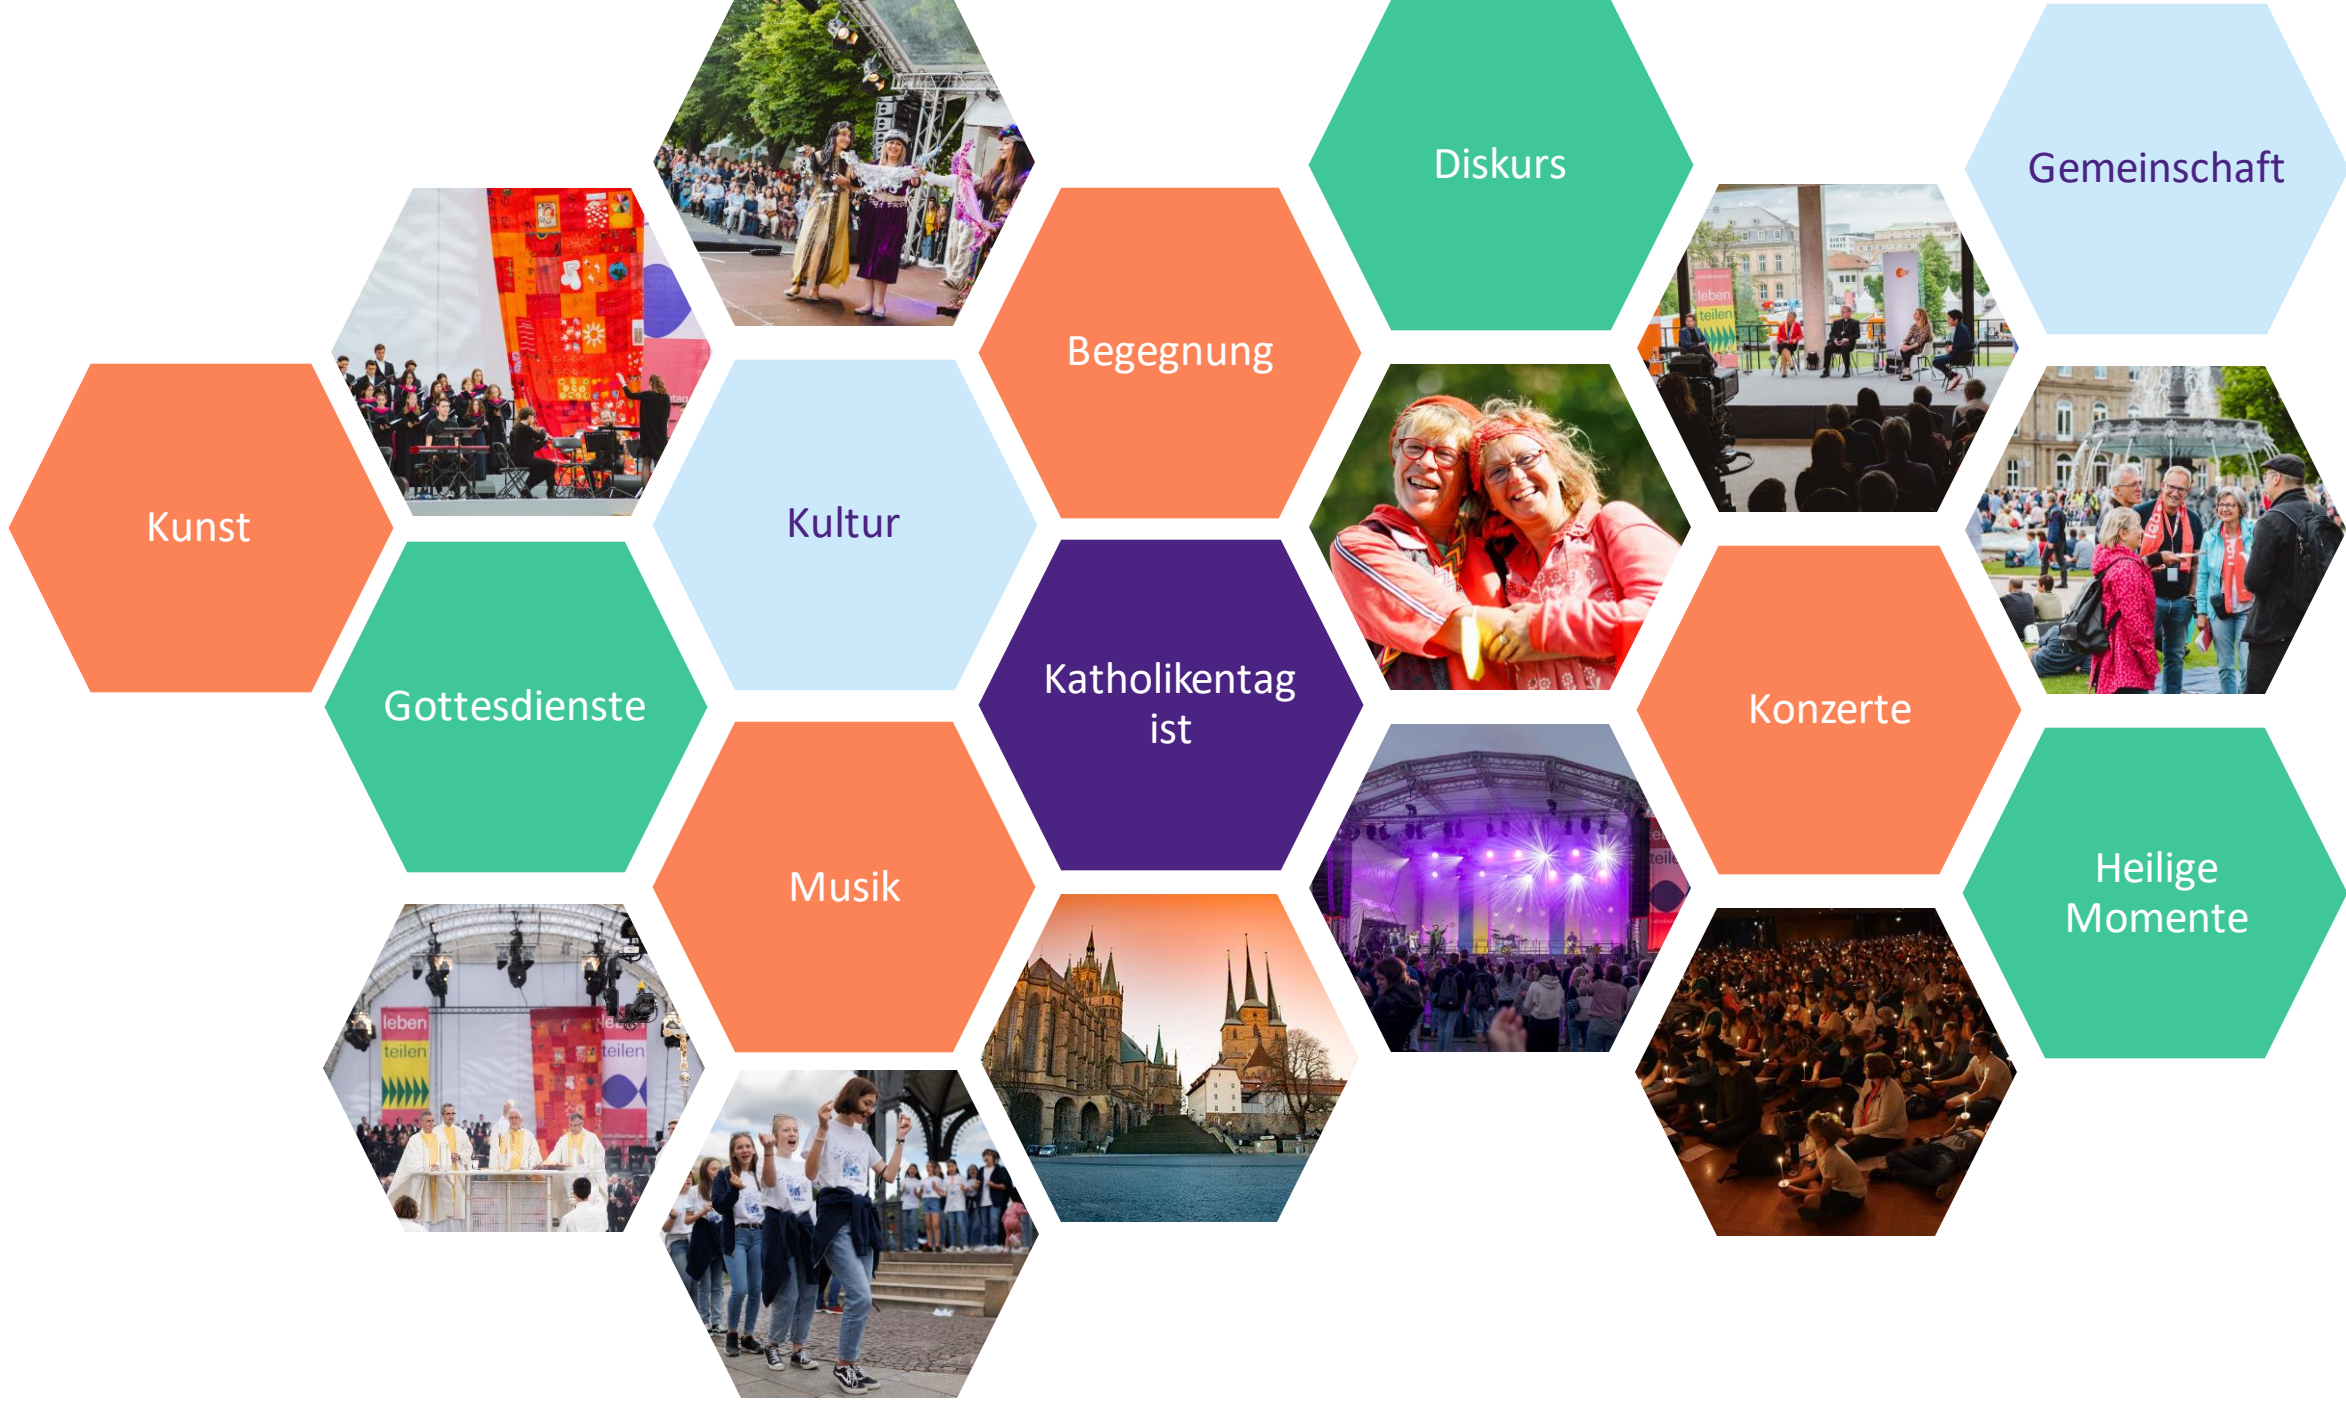 Diskurs
Gemeinschaft
leben
teilen
Begegnung
Kunst
Kultur
Gottesdienste
Katholikentag
ist
Konzerte
Musik
Heilige
Momente
leben
teilen
teilen